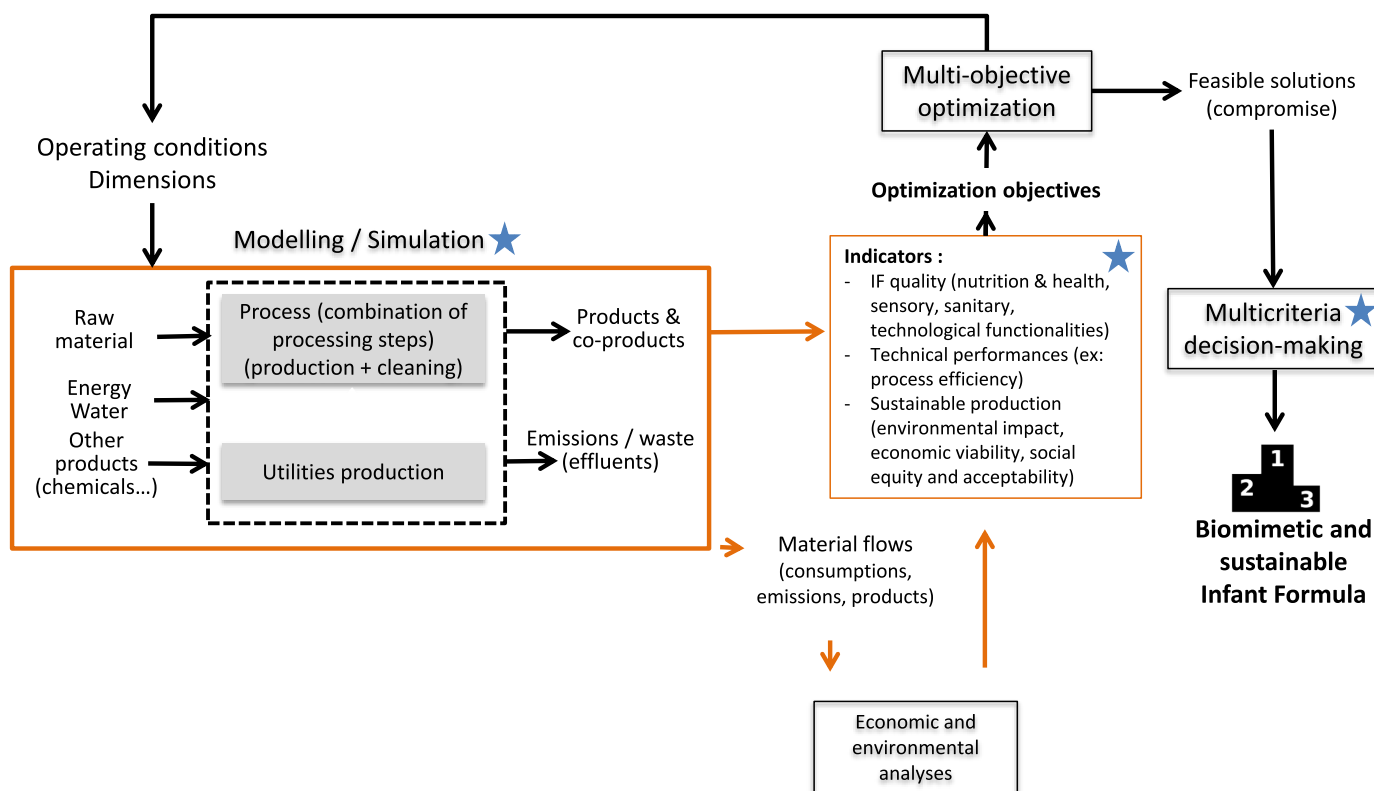 Multi-objective
optimization
Feasible solutions
(compromise)
Operating conditions
Dimensions
Optimization objectives
Modelling / Simulation
Raw
material
Energy
Water
Other
products
(chemicals…)
Process (combination of
processing steps)
(production + cleaning)
Utilities production
Products &
co-products
Emissions / waste
(effluents)
Indicators :
- IF quality (nutrition & health,
sensory, sanitary,
technological functionalities)
- Technical performances (ex:
process efficiency)
- Sustainable production
(environmental impact,
economic viability, social
equity and acceptability)
Multicriteria
decision-making
1
2
3
Biomimetic and
sustainable
Infant Formula
Material flows
(consumptions,
emissions, products)
Economic and
environmental
analyses